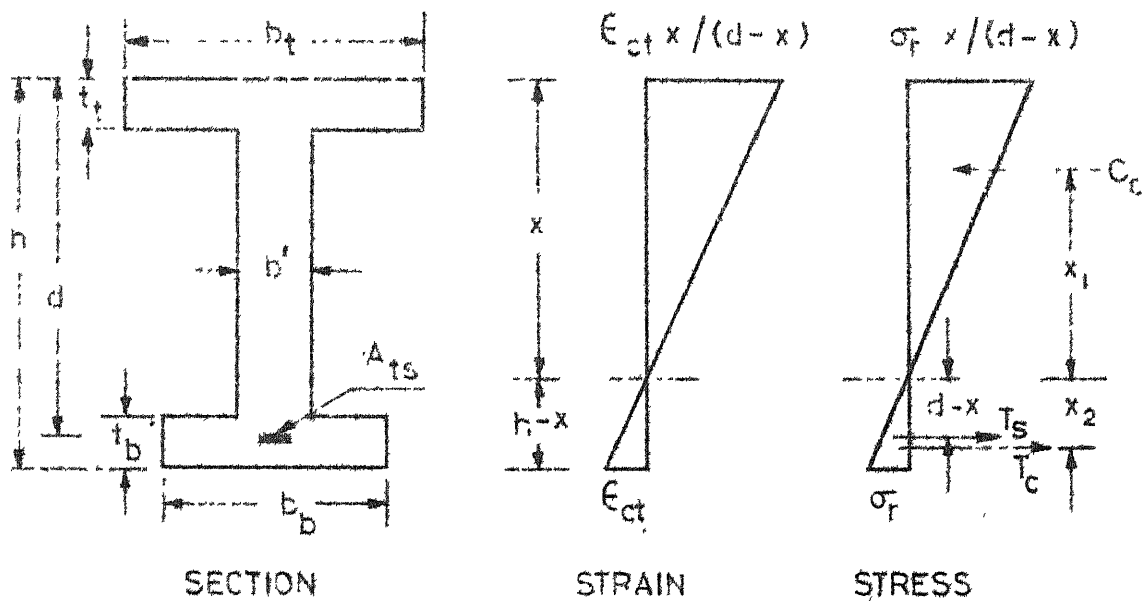 b_t
ϵ_ct x/(d-x)
σ_r x/(d-x)
t_t
h
d
b'
x
C_c
x_1
A_ts
t_b
h-x
d-x
x_2
T_s
T_c
b_b
ϵ_ct
σ_r
SECTION
STRAIN
STRESS